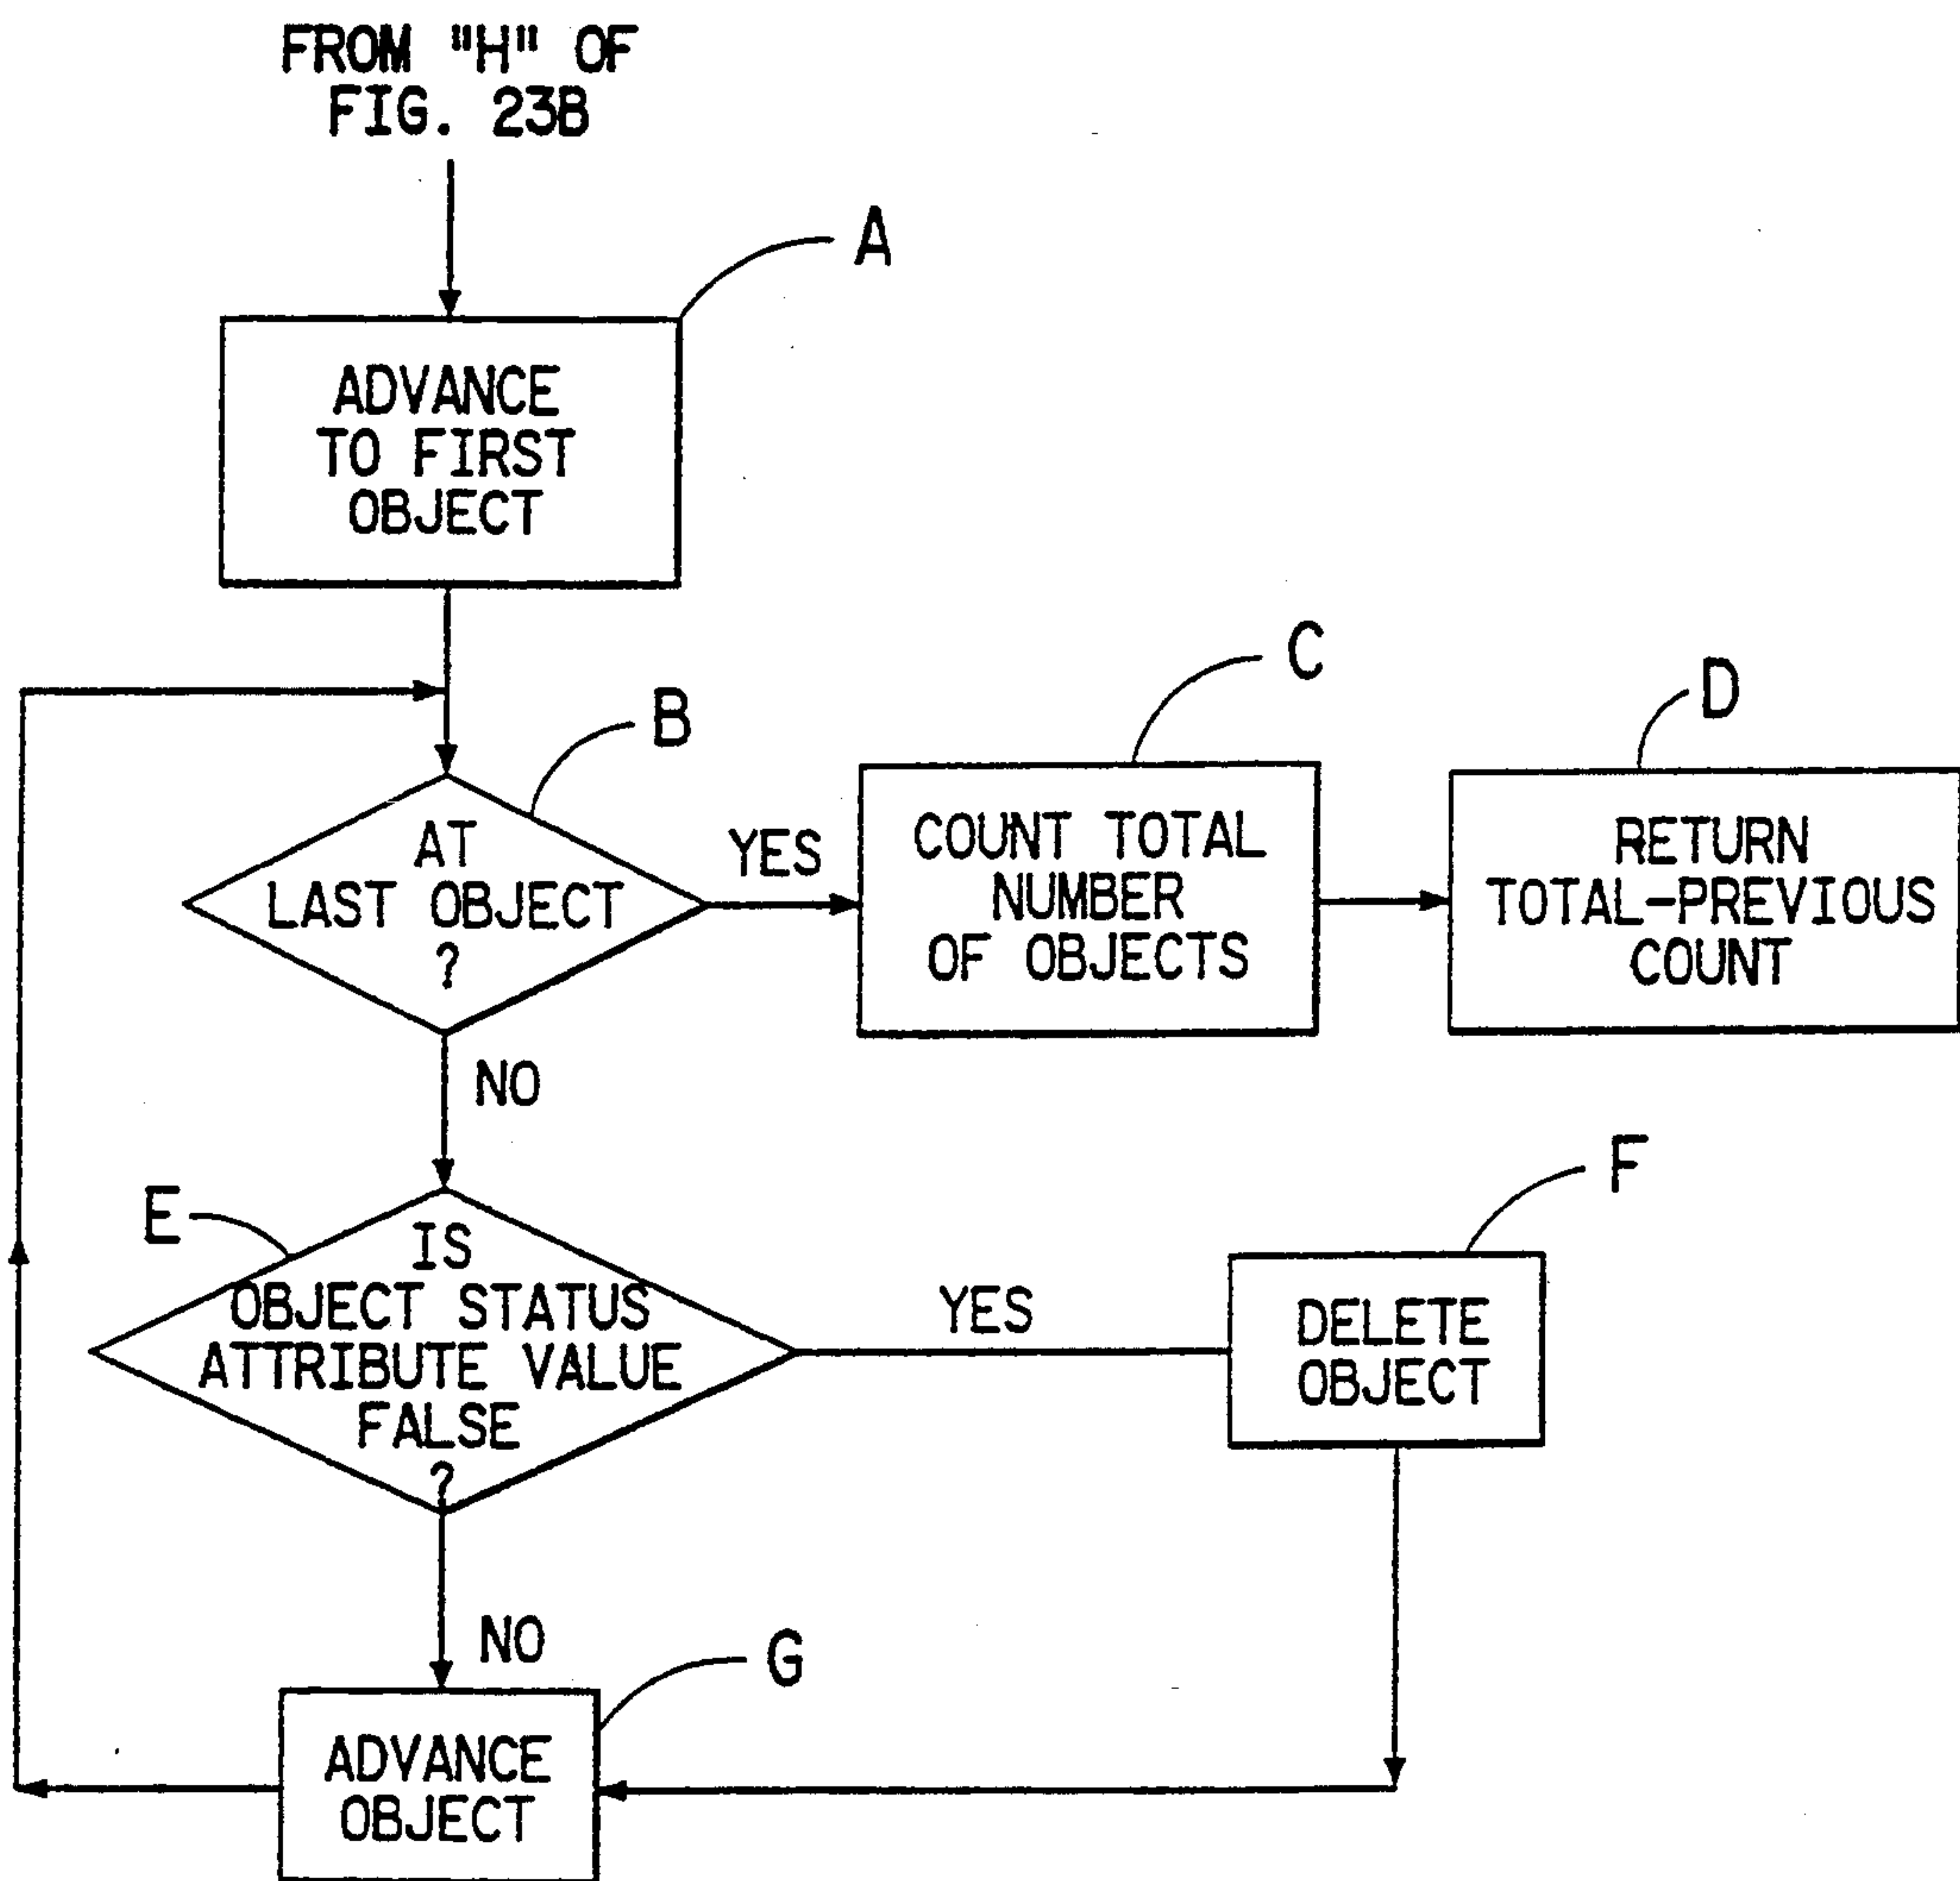 FROM "H" OF
FIG. 23B
A
ADVANCE
TO FIRST
OBJECT
B
AT
LAST OBJECT
?
YES
C
COUNT TOTAL
NUMBER
OF OBJECTS
D
RETURN
TOTAL-PREVIOUS
COUNT
NO
E
IS
OBJECT STATUS
ATTRIBUTE VALUE
FALSE
?
YES
F
DELETE
OBJECT
NO
G
ADVANCE
OBJECT